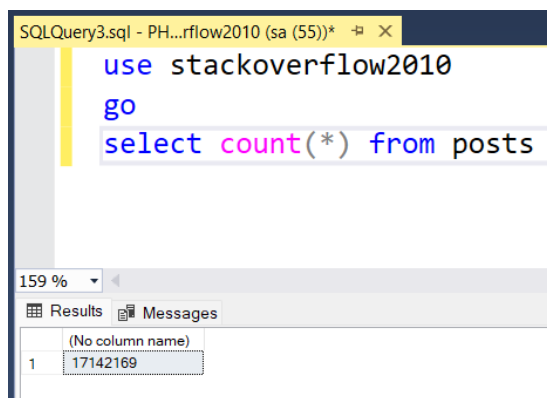 SQLQuery3.sql - PH...rflow2010 (sa (55))*
use stackoverflow2010
go
select count(*) from posts
159 %
Results Messages
(No column name)
1 17142169